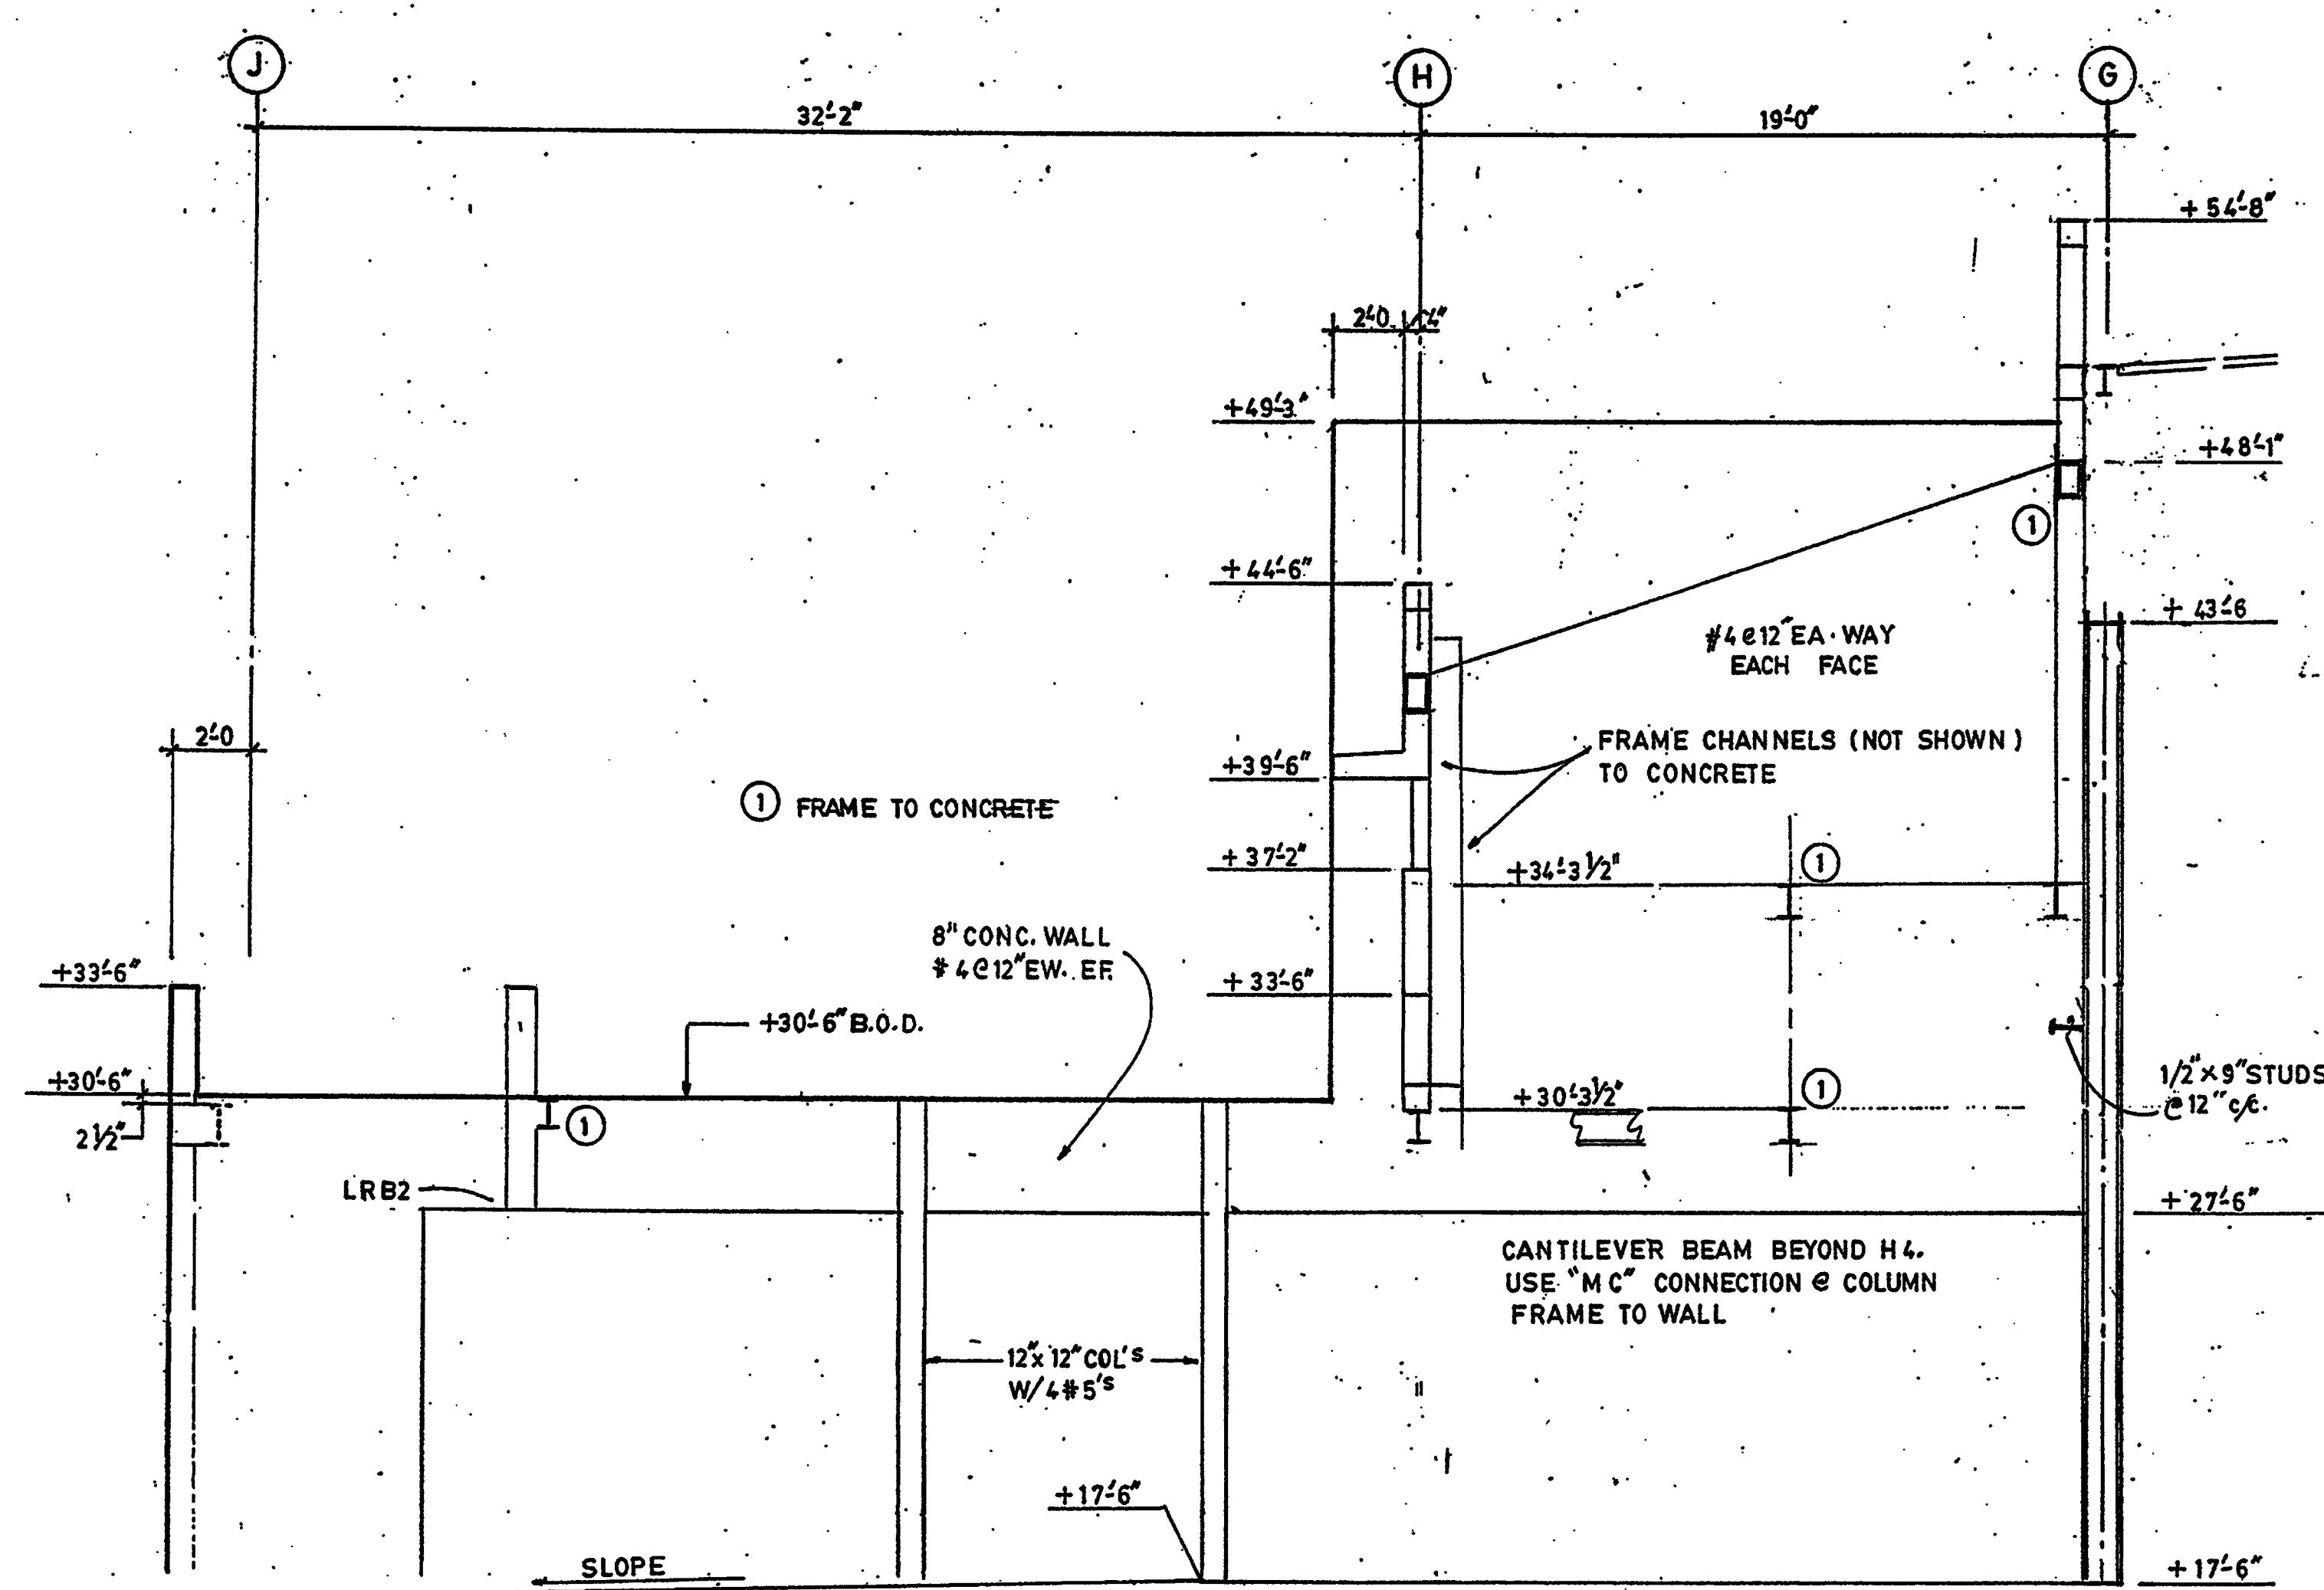 J
H
G
32'-2"
19'-0"
+54'-8"
2'-0
4"
+49'-3"
+48'-1"
1
+44'-6"
+43'-6
#4@12" EA. WAY
EACH FACE
2'-0
FRAME CHANNELS (NOT SHOWN)
TO CONCRETE
+39'-6"
1 FRAME TO CONCRETE
+37'-2"
+34'-3 1/2"
1
8" CONC. WALL
#4@12" EW. EF.
+33'-6"
+33'-6"
+30'-6" B.O.D.
+30'-6"
2 1/2"
1
+30'-3 1/2"
1
1/2" x 9" STUDS
@12" c/c.
LRB2
+27'-6"
CANTILEVER BEAM BEYOND H4.
USE "MC" CONNECTION @ COLUMN
FRAME TO WALL
12" x 12" COL'S
W/4#5'S
+17'-6"
SLOPE
+17'-6"